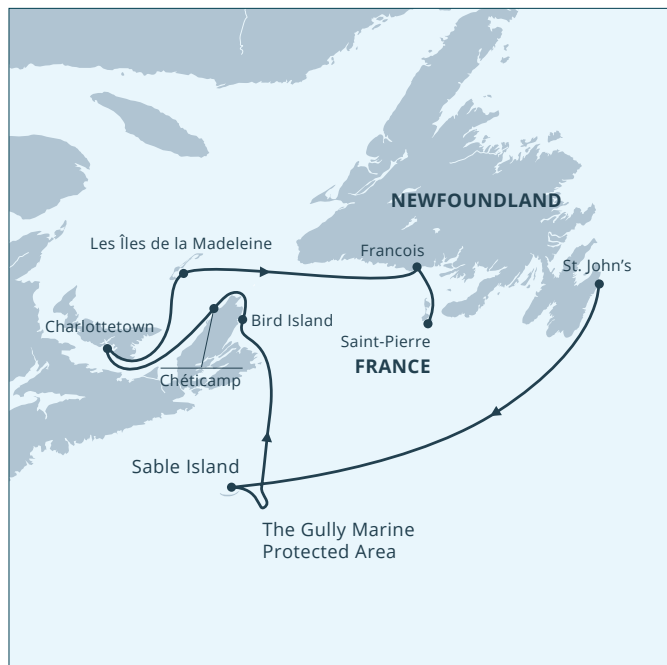 NEWFOUNDLAND
Les Îles de la Madeleine
Francois
St. John’s
Charlottetown
Bird Island
Saint-Pierre
FRANCE
Chéticamp
Sable Island
The Gully Marine
Protected Area